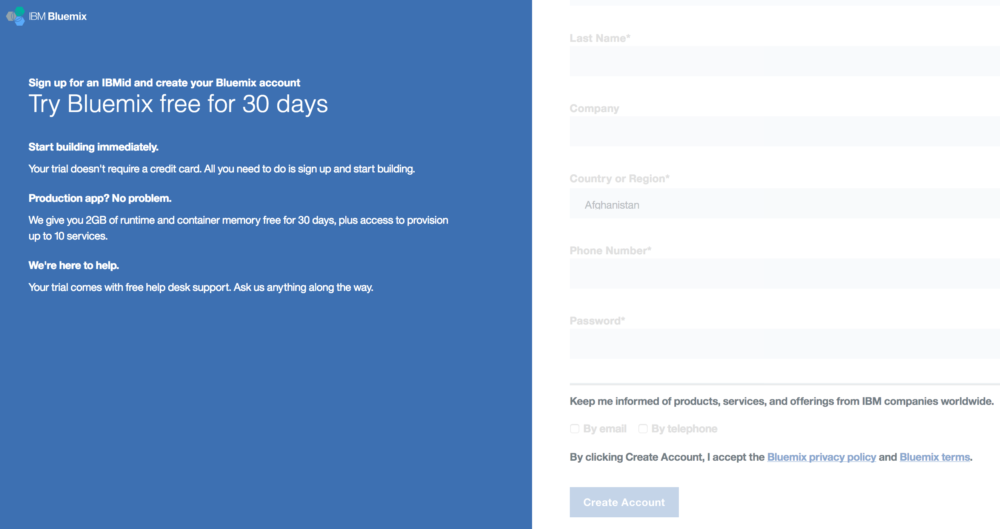 IBM Bluemix
Sign up for an IBMid and create your Bluemix account
Try Bluemix free for 30 days
Start building immediately.
Your trial doesn't require a credit card. All you need to do is sign up and start building.
Production app? No problem.
We give you 2GB of runtime and container memory free for 30 days, plus access to provision
up to 10 services.
We're here to help.
Your trial comes with free help desk support. Ask us anything along the way.
Last Name*
Company
Country or Region*
Afghanistan
Phone Number*
Password*
Keep me informed of products, services, and offerings from IBM companies worldwide.
By email By telephone
By clicking Create Account, I accept the Bluemix privacy policy and Bluemix terms.
Create Account